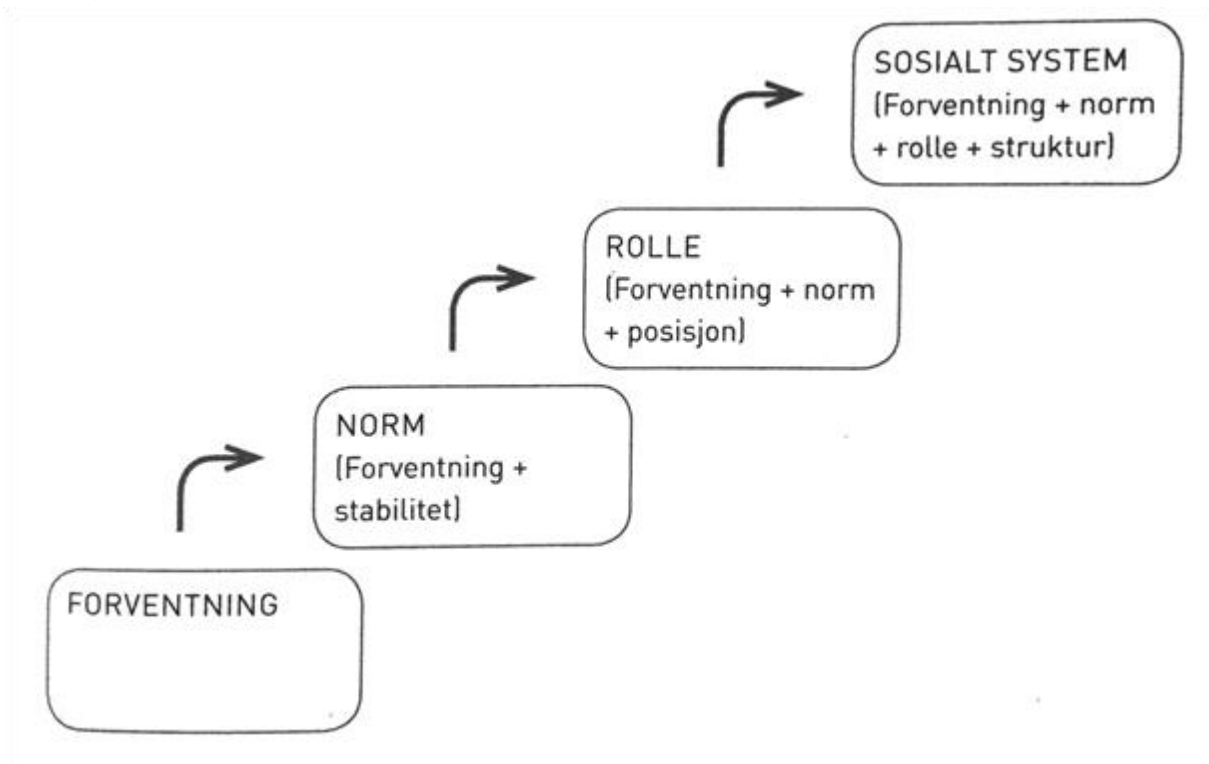 SOSIALT SYSTEM
(Forventning + norm
+ rolle + struktur)
ROLLE
(Forventning + norm
+ posisjon)
NORM
(Forventning +
stabilitet)
FORVENTNING